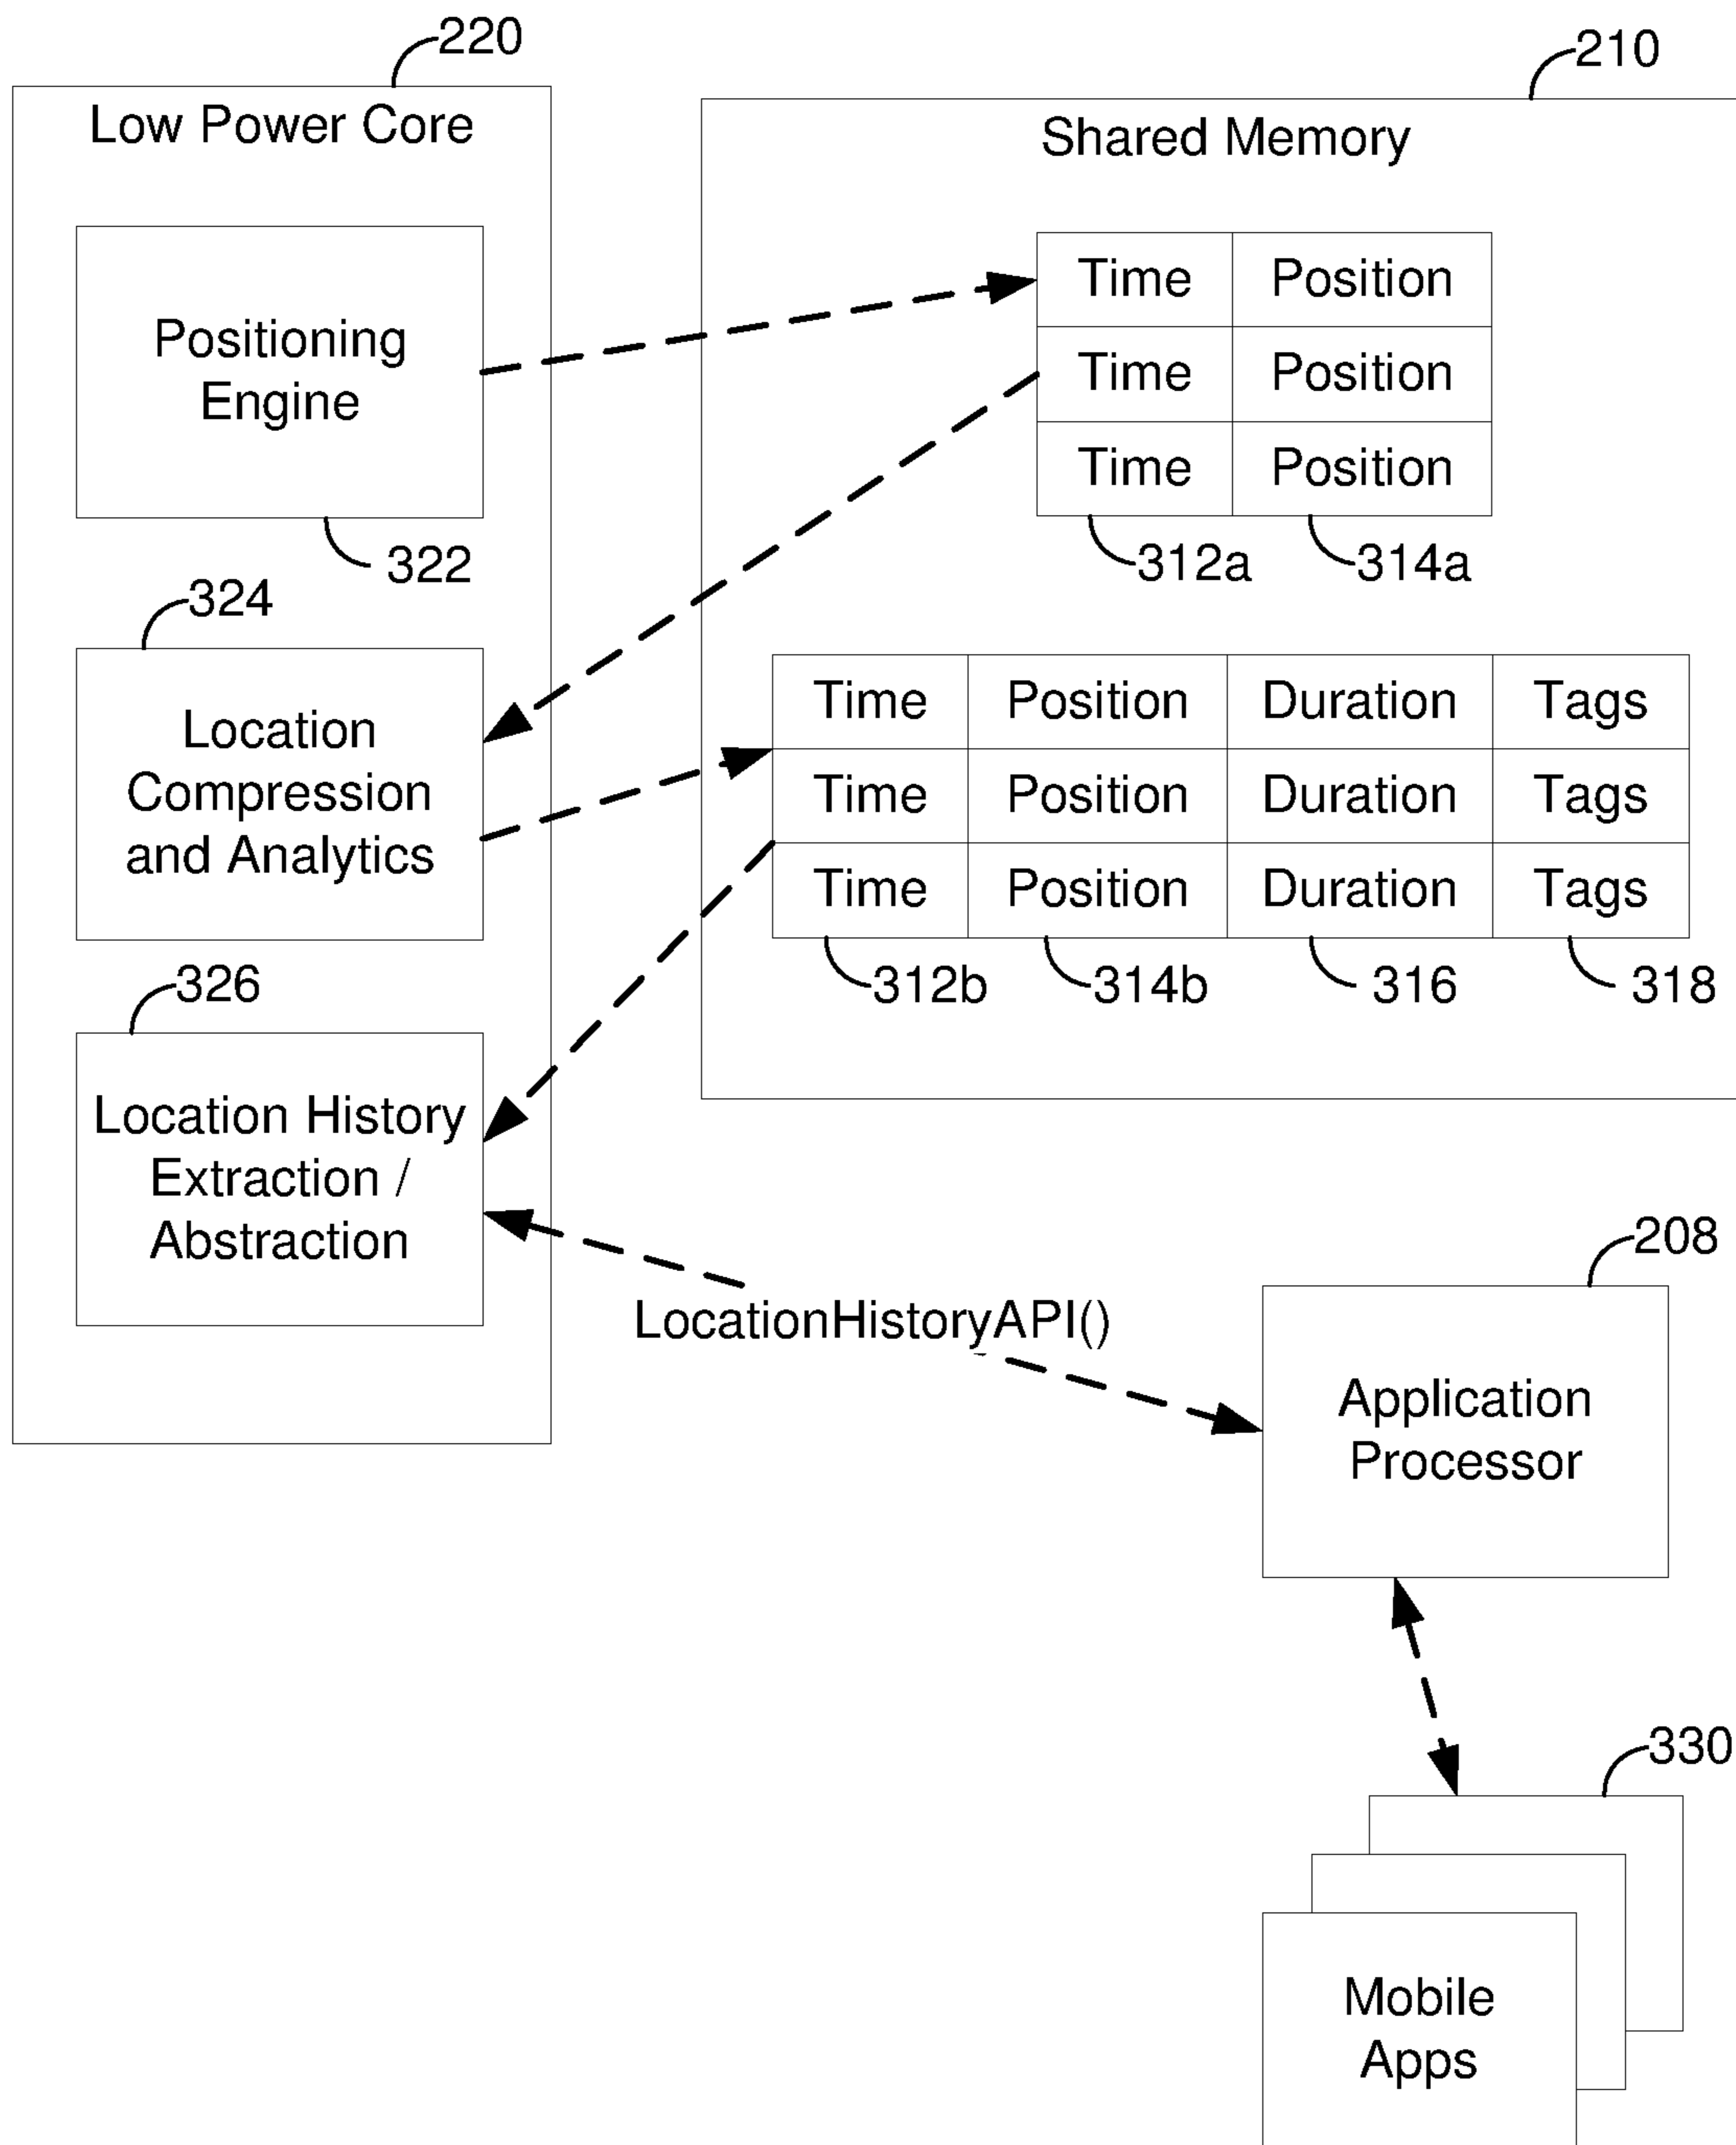 220
210
Low Power Core
Shared Memory
Positioning
Engine
322
Time Position
Time Position
Time Position
312a 314a
324
Location
Compression
and Analytics
Time Position Duration Tags
Time Position Duration Tags
Time Position Duration Tags
312b 314b 316 318
326
Location History
Extraction /
Abstraction
LocationHistoryAPI()
208
Application
Processor
330
Mobile
Apps